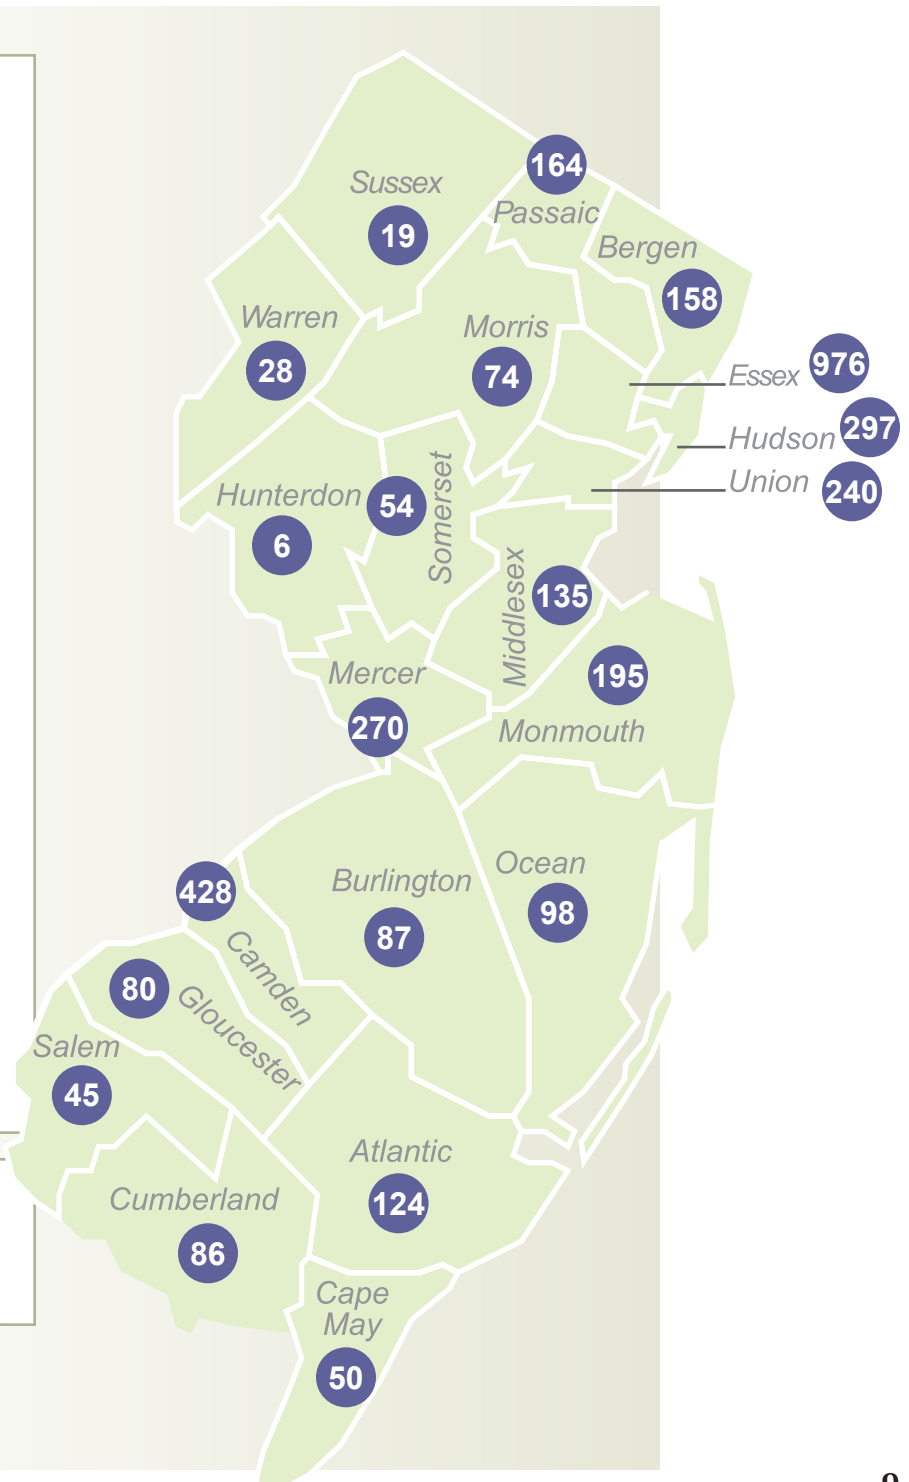 164
Sussex
Passaic
19
Bergen
158
Warren
Morris
Essex 976
28
74
Hudson 297
Union 240
Hunterdon
54
Somerset
6
Middlesex
135
Mercer
195
270
Monmouth
Ocean
428
Burlington
98
87
Camden
80
Gloucester
Salem
45
Atlantic
Cumberland
124
86
Cape
May
50